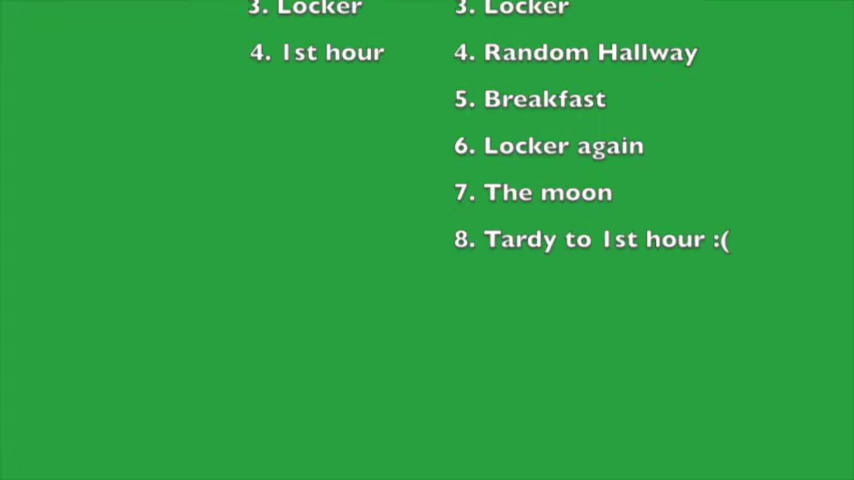 3. Locker
4. 1st hour
3. Locker
4. Random Hallway
5. Breakfast
6. Locker again
7. The moon
8. Tardy to 1st hour :(